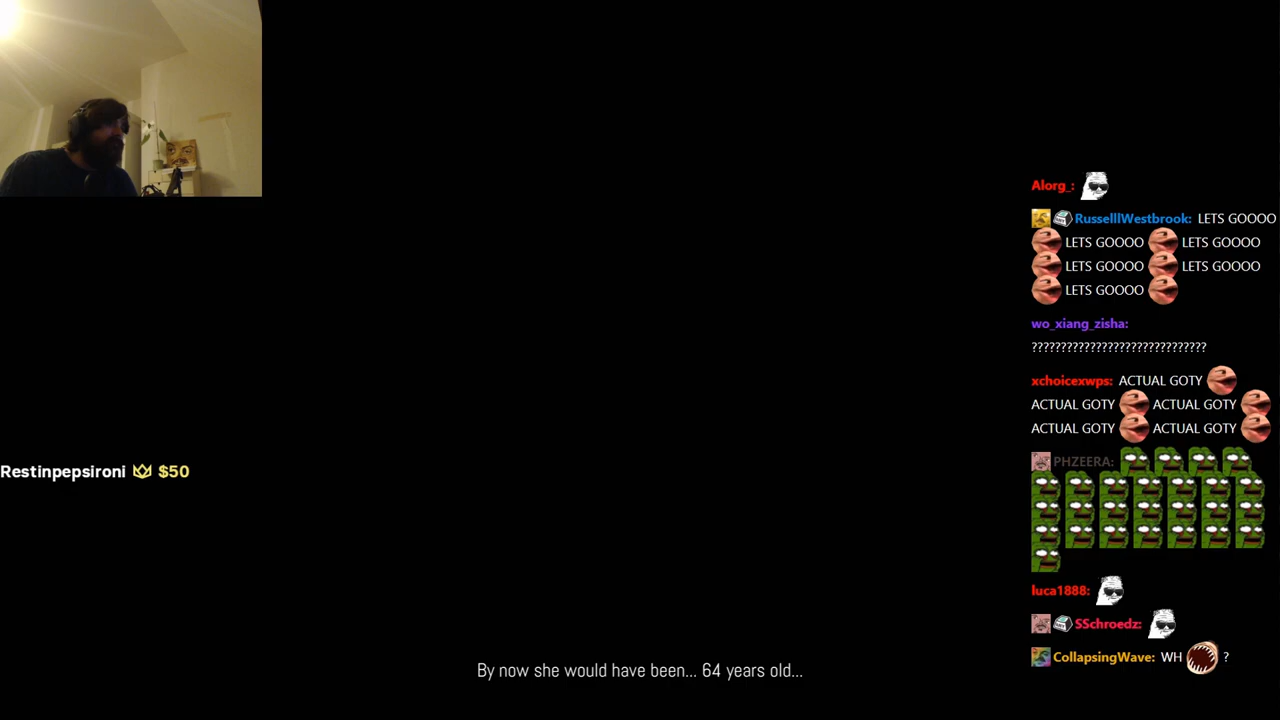 Alorg_:
RusselllWestbrook: LETS GOOOO
LETS GOOOO LETS GOOOO
LETS GOOOO LETS GOOOO
LETS GOOOO
wo_xiang_zisha:
??????????????????????????????
xchoicexwps: ACTUAL GOTY
ACTUAL GOTY ACTUAL GOTY
ACTUAL GOTY ACTUAL GOTY
PHZEERA:
Restinpepsironi $50
luca1888:
SSchroedz:
CollapsingWave: WH ?
By now she would have been... 64 years old...